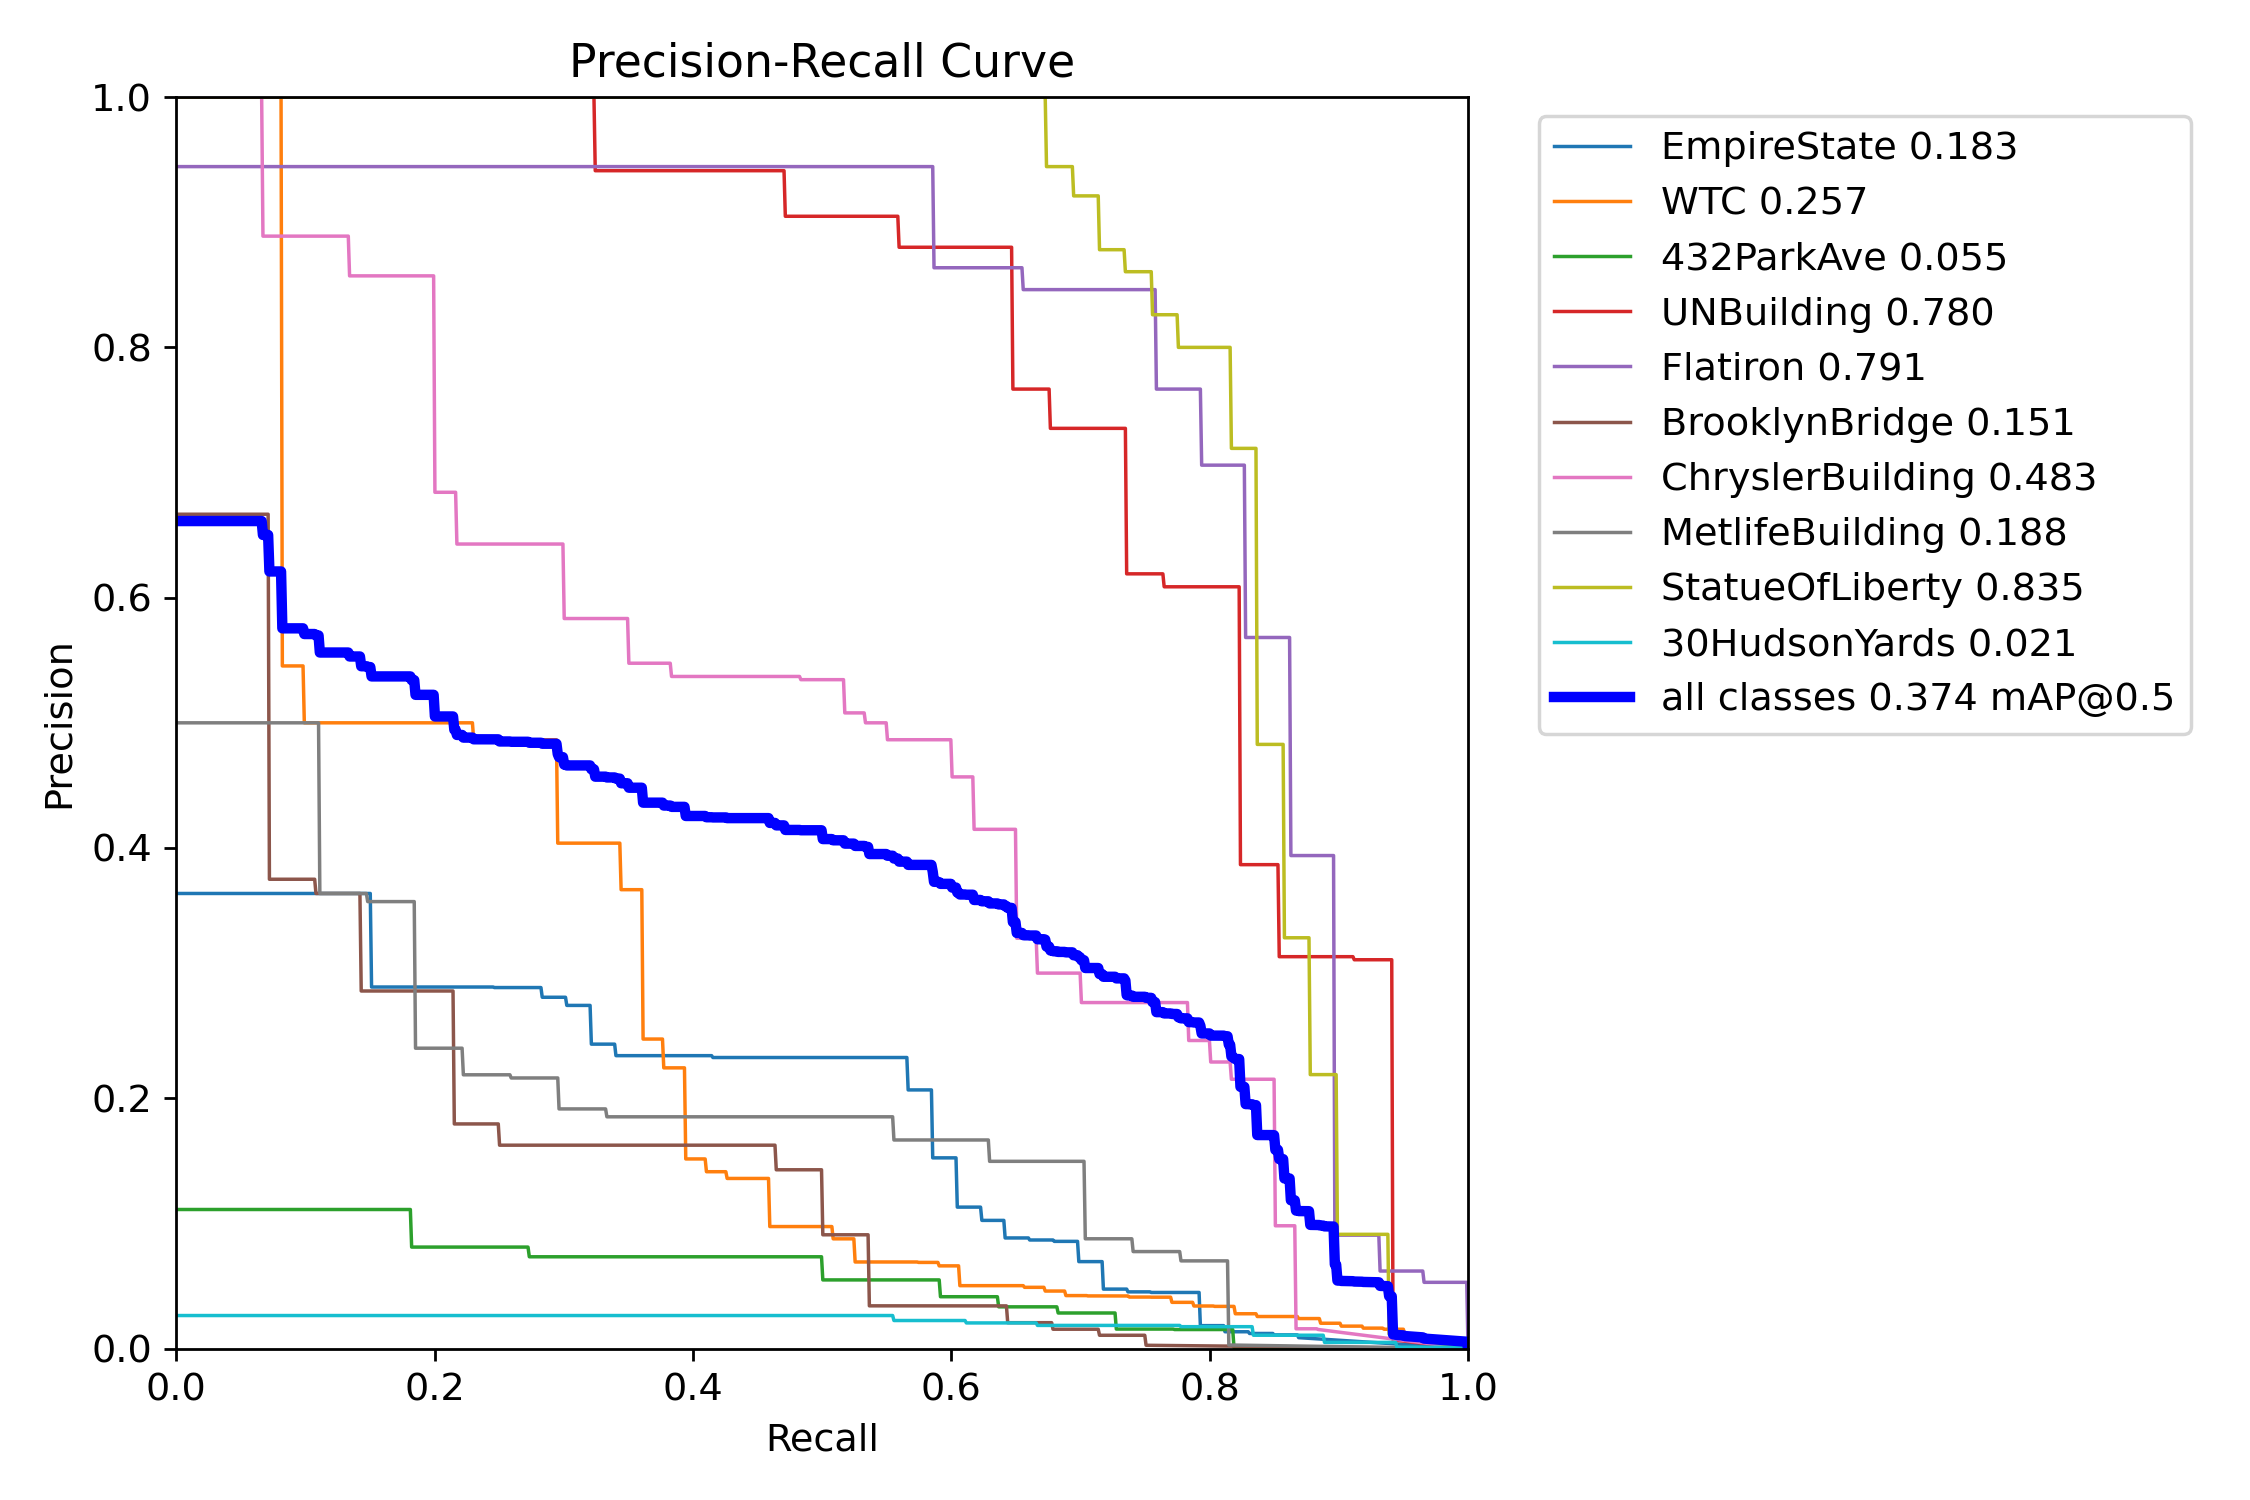 Precision-Recall Curve
1.0
0.8
0.6
0.4
0.2
0.0
Precision
0.0 0.2 0.4 0.6 0.8 1.0
Recall
EmpireState 0.183
WTC 0.257
432ParkAve 0.055
UNBuilding 0.780
Flatiron 0.791
BrooklynBridge 0.151
ChryslerBuilding 0.483
MetlifeBuilding 0.188
StatueOfLiberty 0.835
30HudsonYards 0.021
all classes 0.374 mAP@0.5